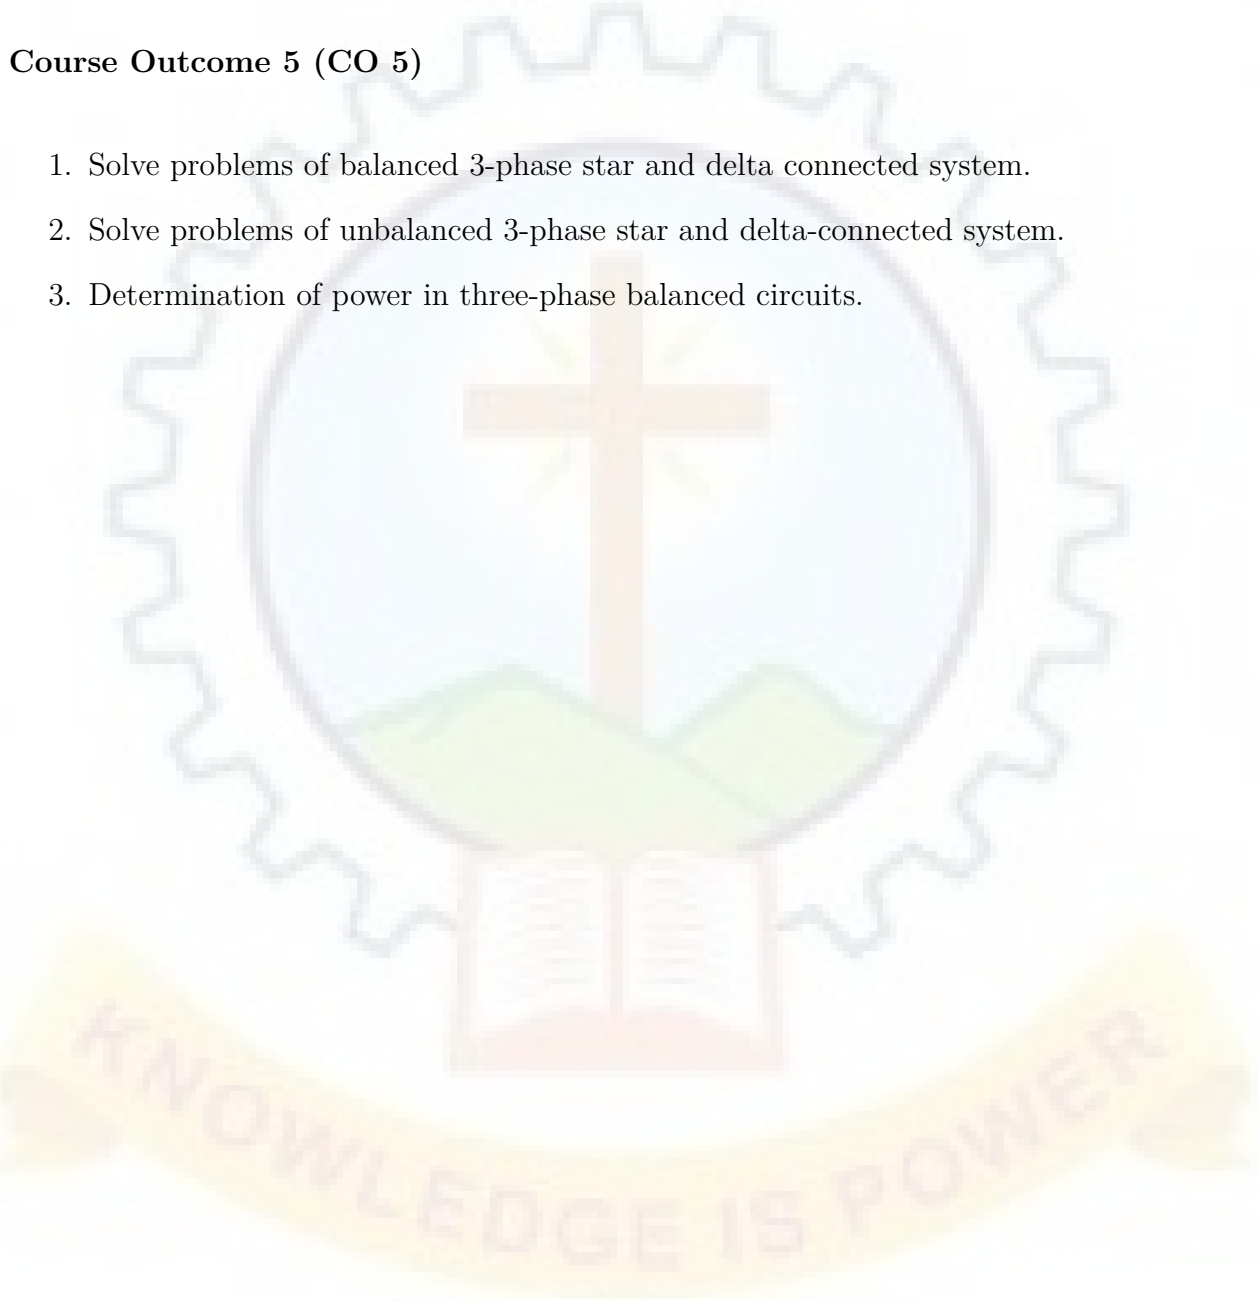 Course Outcome 5 (CO 5)
1. Solve problems of balanced 3-phase star and delta connected system.
2. Solve problems of unbalanced 3-phase star and delta-connected system.
3. Determination of power in three-phase balanced circuits.
KNOWLEDGE IS POWER